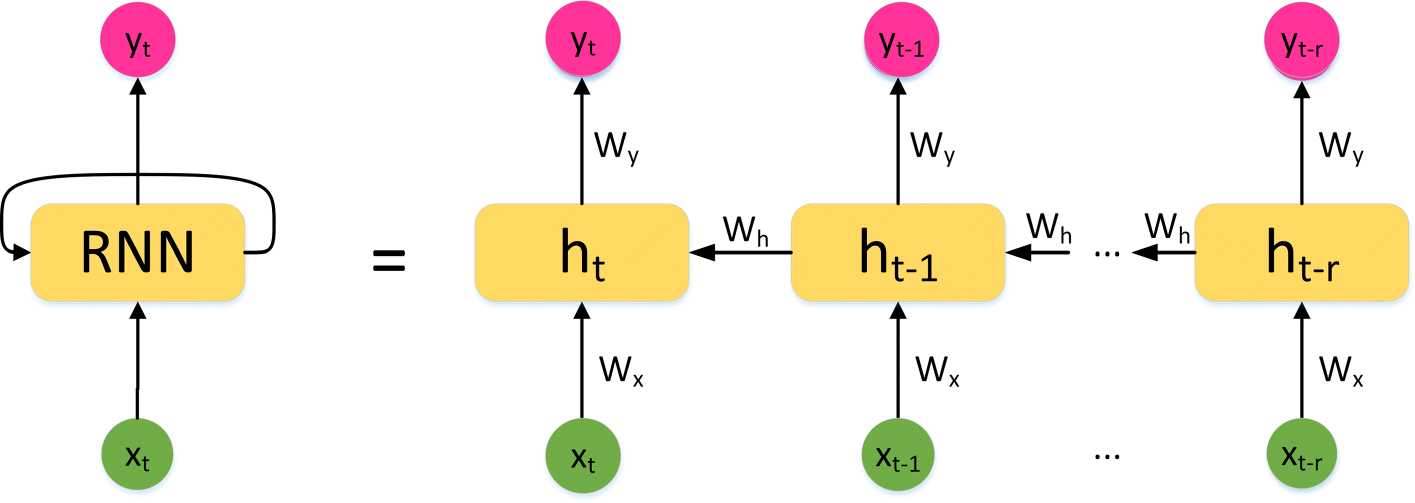 yt yt yt-1 yt-r
Wy Wy Wy
RNN = ht Wh ht-1 Wh ... Wh ht-r
Wx Wx Wx
xt xt xt-1 ... xt-r